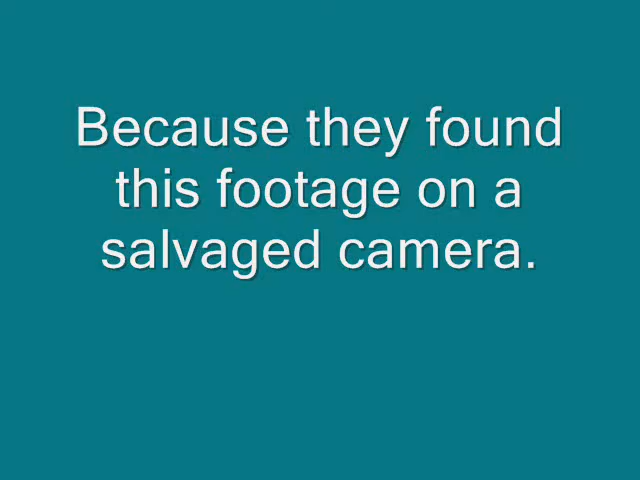 Because they found
this footage on a
salvaged camera.